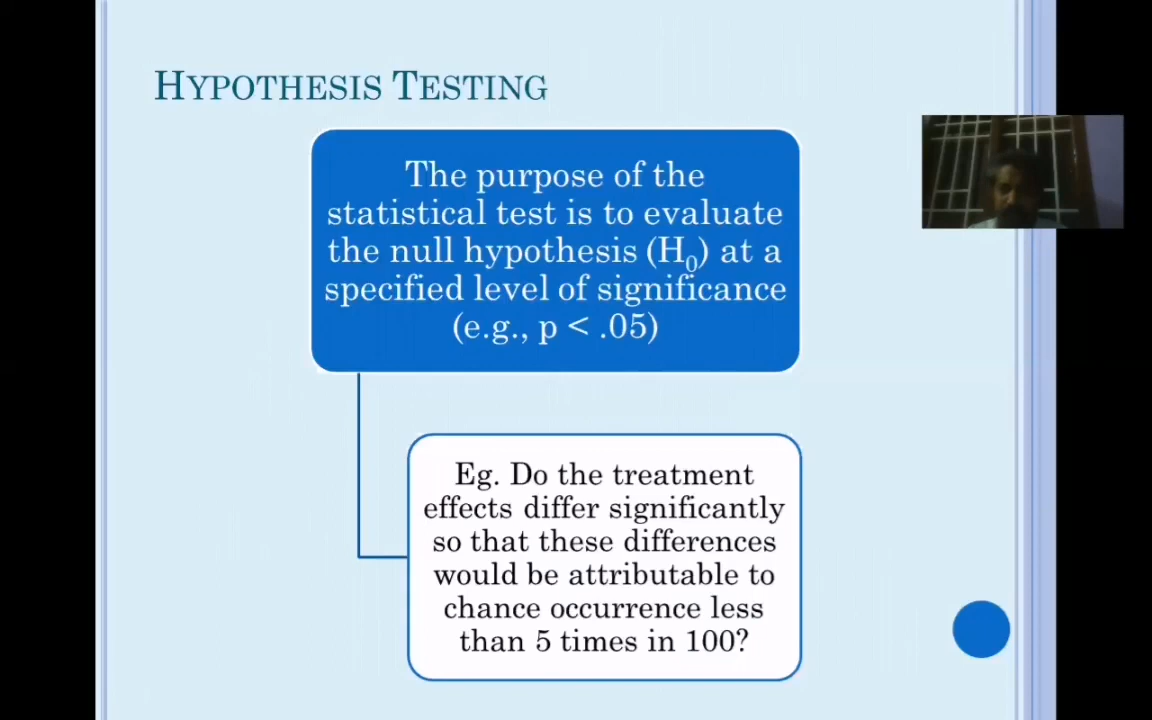 HYPOTHESIS TESTING
The purpose of the
statistical test is to evaluate
the null hypothesis (H₀) at a
specified level of significance
(e.g., p < .05)
Eg. Do the treatment
effects differ significantly
so that these differences
would be attributable to
chance occurrence less
than 5 times in 100?